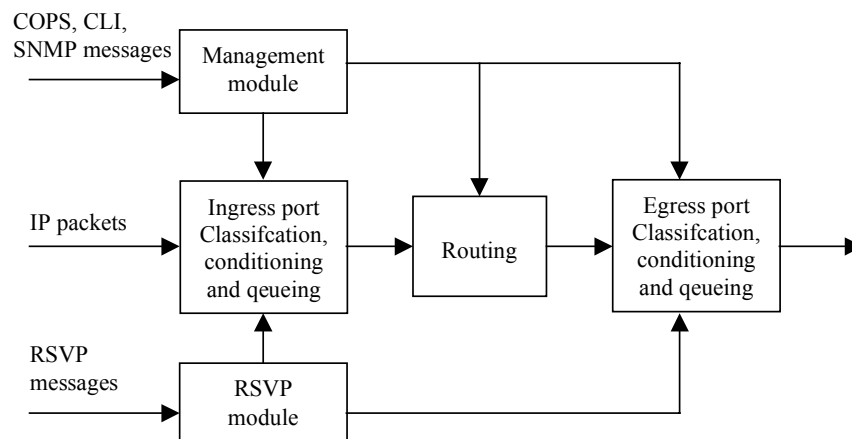 COPS, CLI,
SNMP messages
Management
module
IP packets
Ingress port
Classifcation,
conditioning
and qeueing
Routing
Egress port
Classifcation,
conditioning
and qeueing
RSVP
messages
RSVP
module